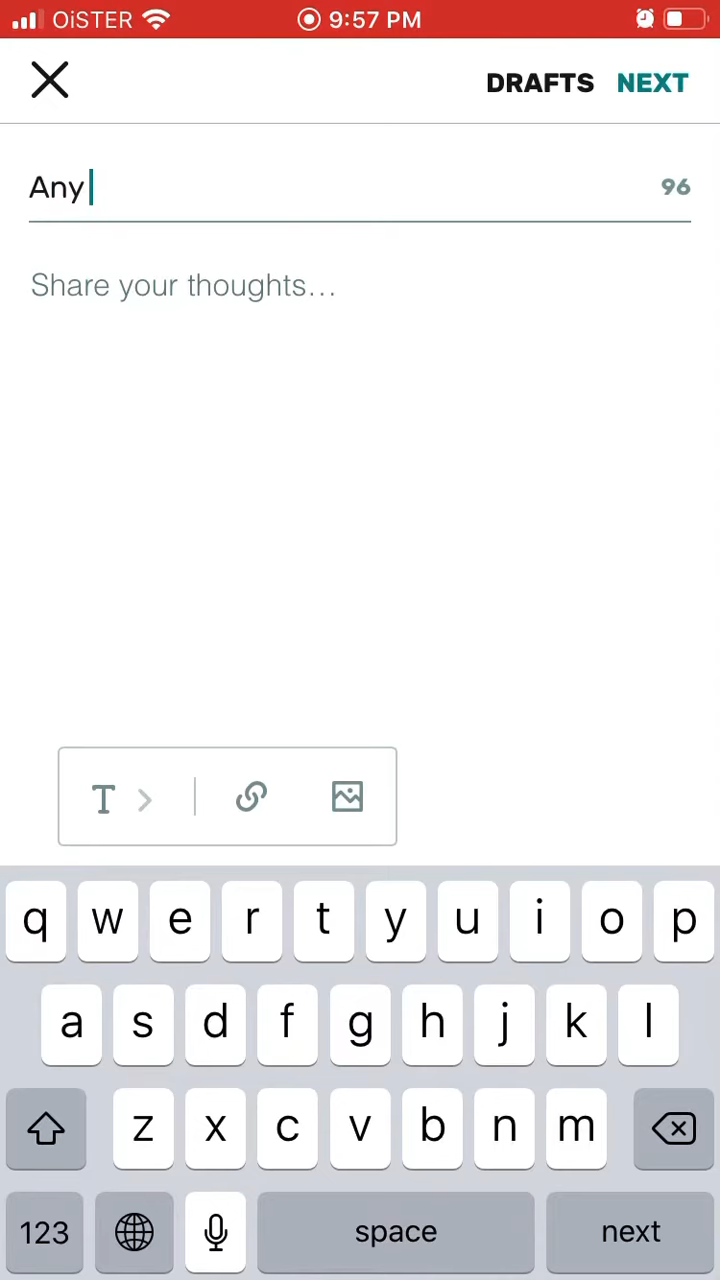 OiSTER 9:57 PM
DRAFTS NEXT
Any 96
Share your thoughts...
T
q w e r t y u i o p
a s d f g h j k l
z x c v b n m
123 space next